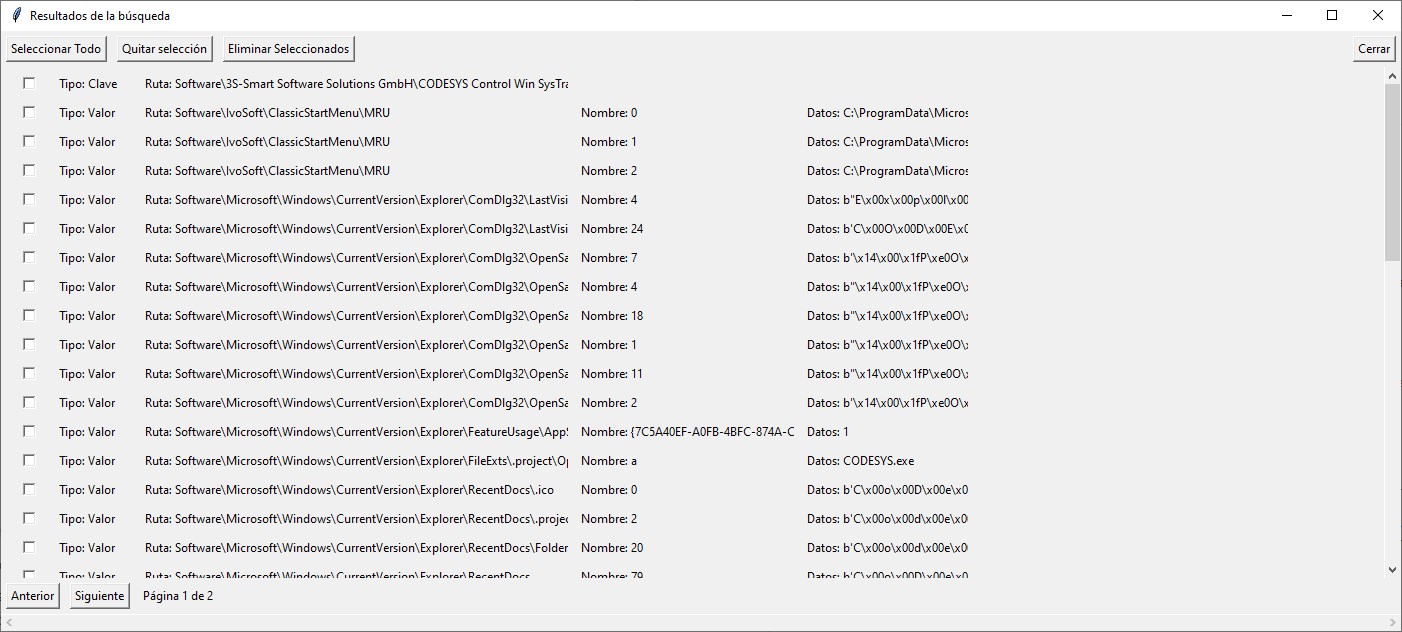 Resultados de la búsqueda
Seleccionar Todo Quitar selección Eliminar Seleccionados Cerrar
Tipo: Clave Ruta: Software\3S-Smart Software Solutions GmbH\CODESYS Control Win SysTra
Tipo: Valor Ruta: Software\IvoSoft\ClassicStartMenu\MRU Nombre: 0 Datos: C:\ProgramData\Micros
Tipo: Valor Ruta: Software\IvoSoft\ClassicStartMenu\MRU Nombre: 1 Datos: C:\ProgramData\Micros
Tipo: Valor Ruta: Software\IvoSoft\ClassicStartMenu\MRU Nombre: 2 Datos: C:\ProgramData\Micros
Tipo: Valor Ruta: Software\Microsoft\Windows\CurrentVersion\Explorer\ComDlg32\LastVisi Nombre: 4 Datos: b"E\x00x\x00p\x00l\x00
Tipo: Valor Ruta: Software\Microsoft\Windows\CurrentVersion\Explorer\ComDlg32\LastVisi Nombre: 24 Datos: b'C\x00O\x00D\x00E\x0
Tipo: Valor Ruta: Software\Microsoft\Windows\CurrentVersion\Explorer\ComDlg32\OpenSa Nombre: 7 Datos: b"\x14\x00\x1fP\xe0O\x
Tipo: Valor Ruta: Software\Microsoft\Windows\CurrentVersion\Explorer\ComDlg32\OpenSa Nombre: 4 Datos: b"\x14\x00\x1fP\xe0O\x
Tipo: Valor Ruta: Software\Microsoft\Windows\CurrentVersion\Explorer\ComDlg32\OpenSa Nombre: 18 Datos: b"\x14\x00\x1fP\xe0O\x
Tipo: Valor Ruta: Software\Microsoft\Windows\CurrentVersion\Explorer\ComDlg32\OpenSa Nombre: 1 Datos: b"\x14\x00\x1fP\xe0O\x
Tipo: Valor Ruta: Software\Microsoft\Windows\CurrentVersion\Explorer\ComDlg32\OpenSa Nombre: 11 Datos: b"\x14\x00\x1fP\xe0O\x
Tipo: Valor Ruta: Software\Microsoft\Windows\CurrentVersion\Explorer\ComDlg32\OpenSa Nombre: 2 Datos: b'\x14\x00\x1fP\xe0O\x
Tipo: Valor Ruta: Software\Microsoft\Windows\CurrentVersion\Explorer\FeatureUsage\AppS Nombre: {7C5A40EF-A0FB-4BFC-874A-C Datos: 1
Tipo: Valor Ruta: Software\Microsoft\Windows\CurrentVersion\Explorer\FileExts\.project\Op Nombre: a Datos: CODESYS.exe
Tipo: Valor Ruta: Software\Microsoft\Windows\CurrentVersion\Explorer\RecentDocs\.ico Nombre: 0 Datos: b'C\x00o\x00D\x00e\x0
Tipo: Valor Ruta: Software\Microsoft\Windows\CurrentVersion\Explorer\RecentDocs\.projec Nombre: 2 Datos: b'C\x00o\x00d\x00e\x0
Tipo: Valor Ruta: Software\Microsoft\Windows\CurrentVersion\Explorer\RecentDocs\Folder Nombre: 20 Datos: b'C\x00o\x00d\x00e\x0
Tipo: Valor Ruta: Software\Microsoft\Windows\CurrentVersion\Explorer\RecentDocs Nombre: 79 Datos: b'C\x00o\x00D\x00e\x0
Anterior Siguiente Página 1 de 2